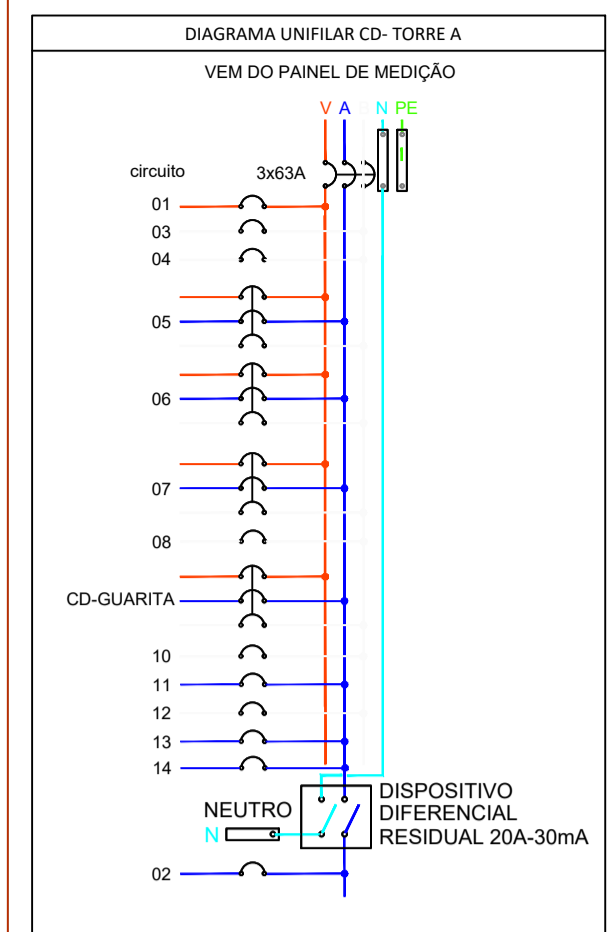 DIAGRAMA UNIFILAR CD- TORRE A
VEM DO PAINEL DE MEDIÇÃO
V A N PE
circuito 3x63A
01
03
04
05
06
07
08
CD-GUARITA
10
11
12
13
14
DISPOSITIVO
NEUTRO DIFERENCIAL
N RESIDUAL 20A-30mA
02